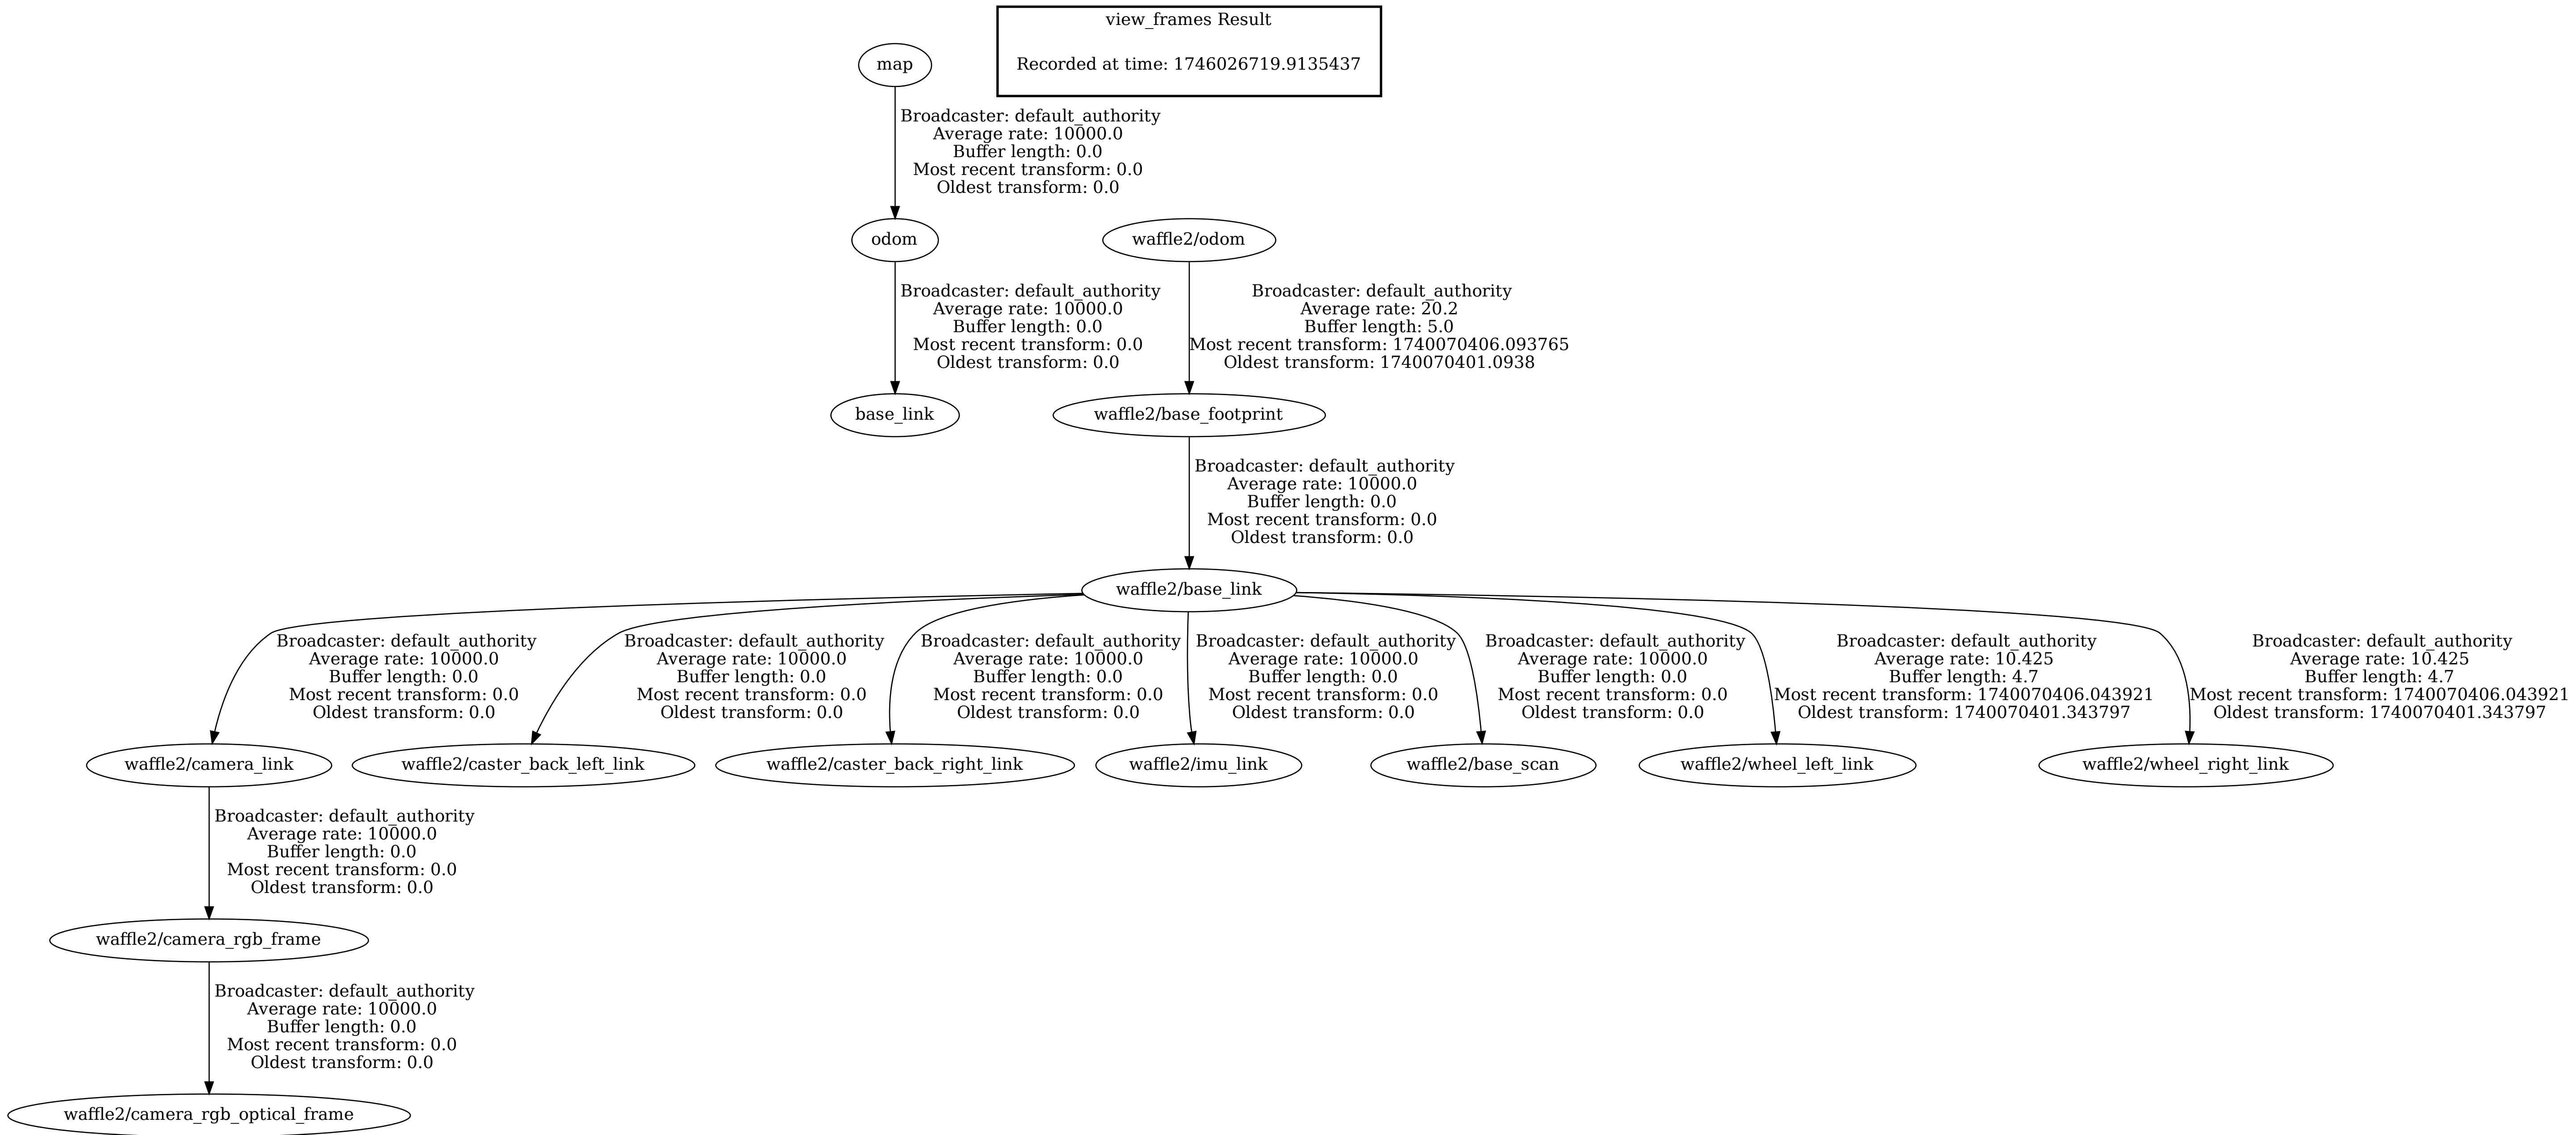 view_frames Result
Recorded at time: 1746026719.9135437
map
Broadcaster: default_authority
Average rate: 10000.0
Buffer length: 0.0
Most recent transform: 0.0
Oldest transform: 0.0
odom
waffle2/odom
Broadcaster: default_authority
Average rate: 10000.0
Buffer length: 0.0
Most recent transform: 0.0
Oldest transform: 0.0
Broadcaster: default_authority
Average rate: 20.2
Buffer length: 5.0
Most recent transform: 1740070406.093765
Oldest transform: 1740070401.0938
base_link
waffle2/base_footprint
Broadcaster: default_authority
Average rate: 10000.0
Buffer length: 0.0
Most recent transform: 0.0
Oldest transform: 0.0
waffle2/base_link
Broadcaster: default_authority
Average rate: 10000.0
Buffer length: 0.0
Most recent transform: 0.0
Oldest transform: 0.0
Broadcaster: default_authority
Average rate: 10000.0
Buffer length: 0.0
Most recent transform: 0.0
Oldest transform: 0.0
Broadcaster: default_authority
Average rate: 10000.0
Buffer length: 0.0
Most recent transform: 0.0
Oldest transform: 0.0
Broadcaster: default_authority
Average rate: 10000.0
Buffer length: 0.0
Most recent transform: 0.0
Oldest transform: 0.0
Broadcaster: default_authority
Average rate: 10000.0
Buffer length: 0.0
Most recent transform: 0.0
Oldest transform: 0.0
Broadcaster: default_authority
Average rate: 10.425
Buffer length: 4.7
Most recent transform: 1740070406.043921
Oldest transform: 1740070401.343797
Broadcaster: default_authority
Average rate: 10.425
Buffer length: 4.7
Most recent transform: 1740070406.043921
Oldest transform: 1740070401.343797
waffle2/camera_link
waffle2/caster_back_left_link
waffle2/caster_back_right_link
waffle2/imu_link
waffle2/base_scan
waffle2/wheel_left_link
waffle2/wheel_right_link
Broadcaster: default_authority
Average rate: 10000.0
Buffer length: 0.0
Most recent transform: 0.0
Oldest transform: 0.0
waffle2/camera_rgb_frame
Broadcaster: default_authority
Average rate: 10000.0
Buffer length: 0.0
Most recent transform: 0.0
Oldest transform: 0.0
waffle2/camera_rgb_optical_frame